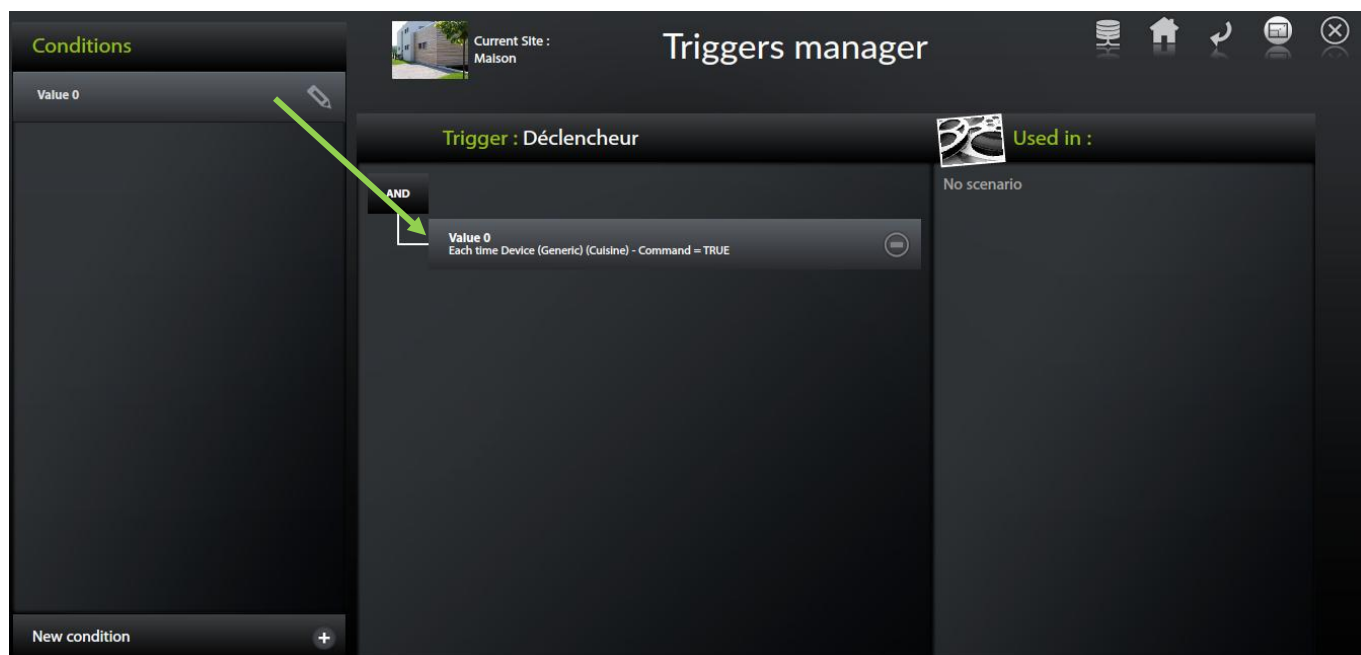 Conditions
Value 0
New condition
Current Site :
Maison
Triggers manager
Trigger : Déclencheur
AND
Value 0
Each time Device (Generic) (Cuisine) - Command = TRUE
Used in :
No scenario